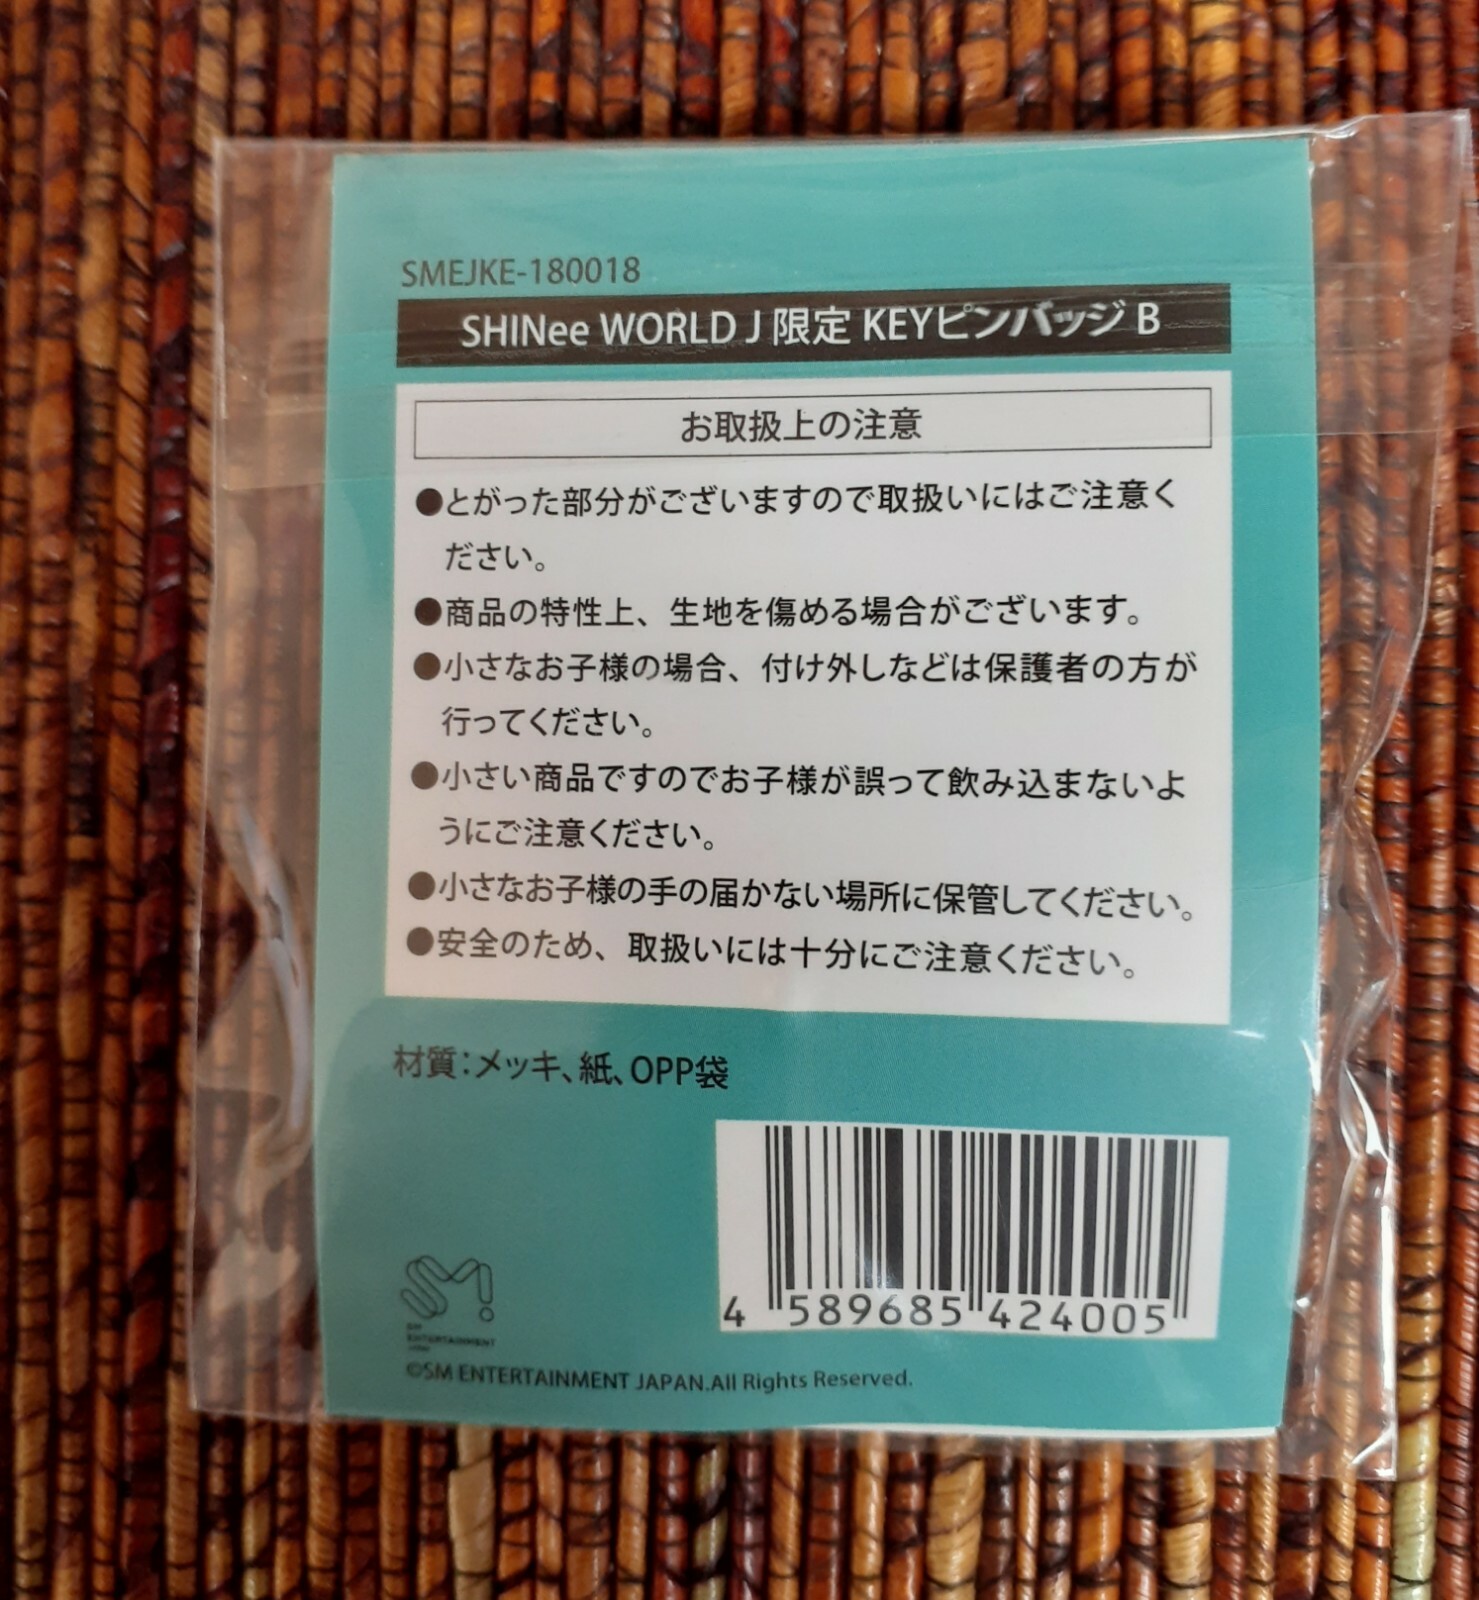 SMEJKE-180018
SHINee WORLD J 限定 KEYピンバッジ B
お取扱上の注意
●とがった部分がございますので取扱いにはご注意く
ださい。
●商品の特性上、生地を傷める場合がございます。
●小さなお子様の場合、付け外しなどは保護者の方が
行ってください。
●小さい商品ですのでお子様が誤って飲み込まないよ
うにご注意ください。
●小さなお子様の手の届かない場所に保管してください。
●安全のため、取扱いには十分にご注意ください。
材質：メッキ、紙、OPP袋
4 589685 424005
SM
ENTERTAINMENT
©SM ENTERTAINMENT JAPAN.All Rights Reserved.